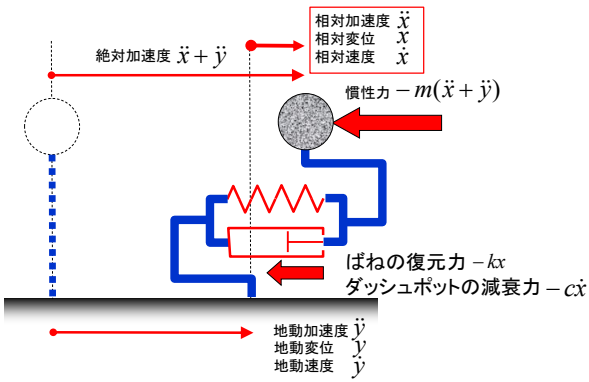 相対加速度 ẍ
相対変位 x
相対速度 ẋ
絶対加速度 ẍ + ÿ
慣性力 − m(ẍ + ÿ)
ばねの復元力 − kx
ダッシュポットの減衰力 − cẋ
地動加速度 ÿ
地動変位 y
地動速度 ẏ